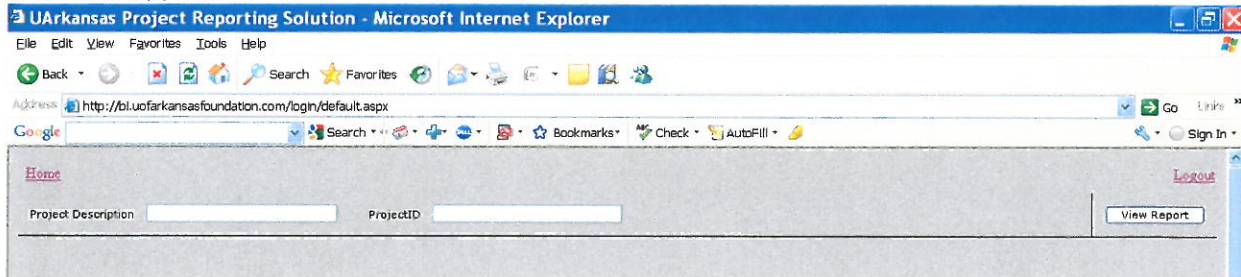 UArkansas Project Reporting Solution - Microsoft Internet Explorer
File Edit View Favorites Tools Help
Back Search Favorites
Address http://bl.uofarkansasfoundation.com/login/default.aspx Go Links »
Google Search Bookmarks Check AutoFill Sign In
Home Logout
Project Description ProjectID View Report